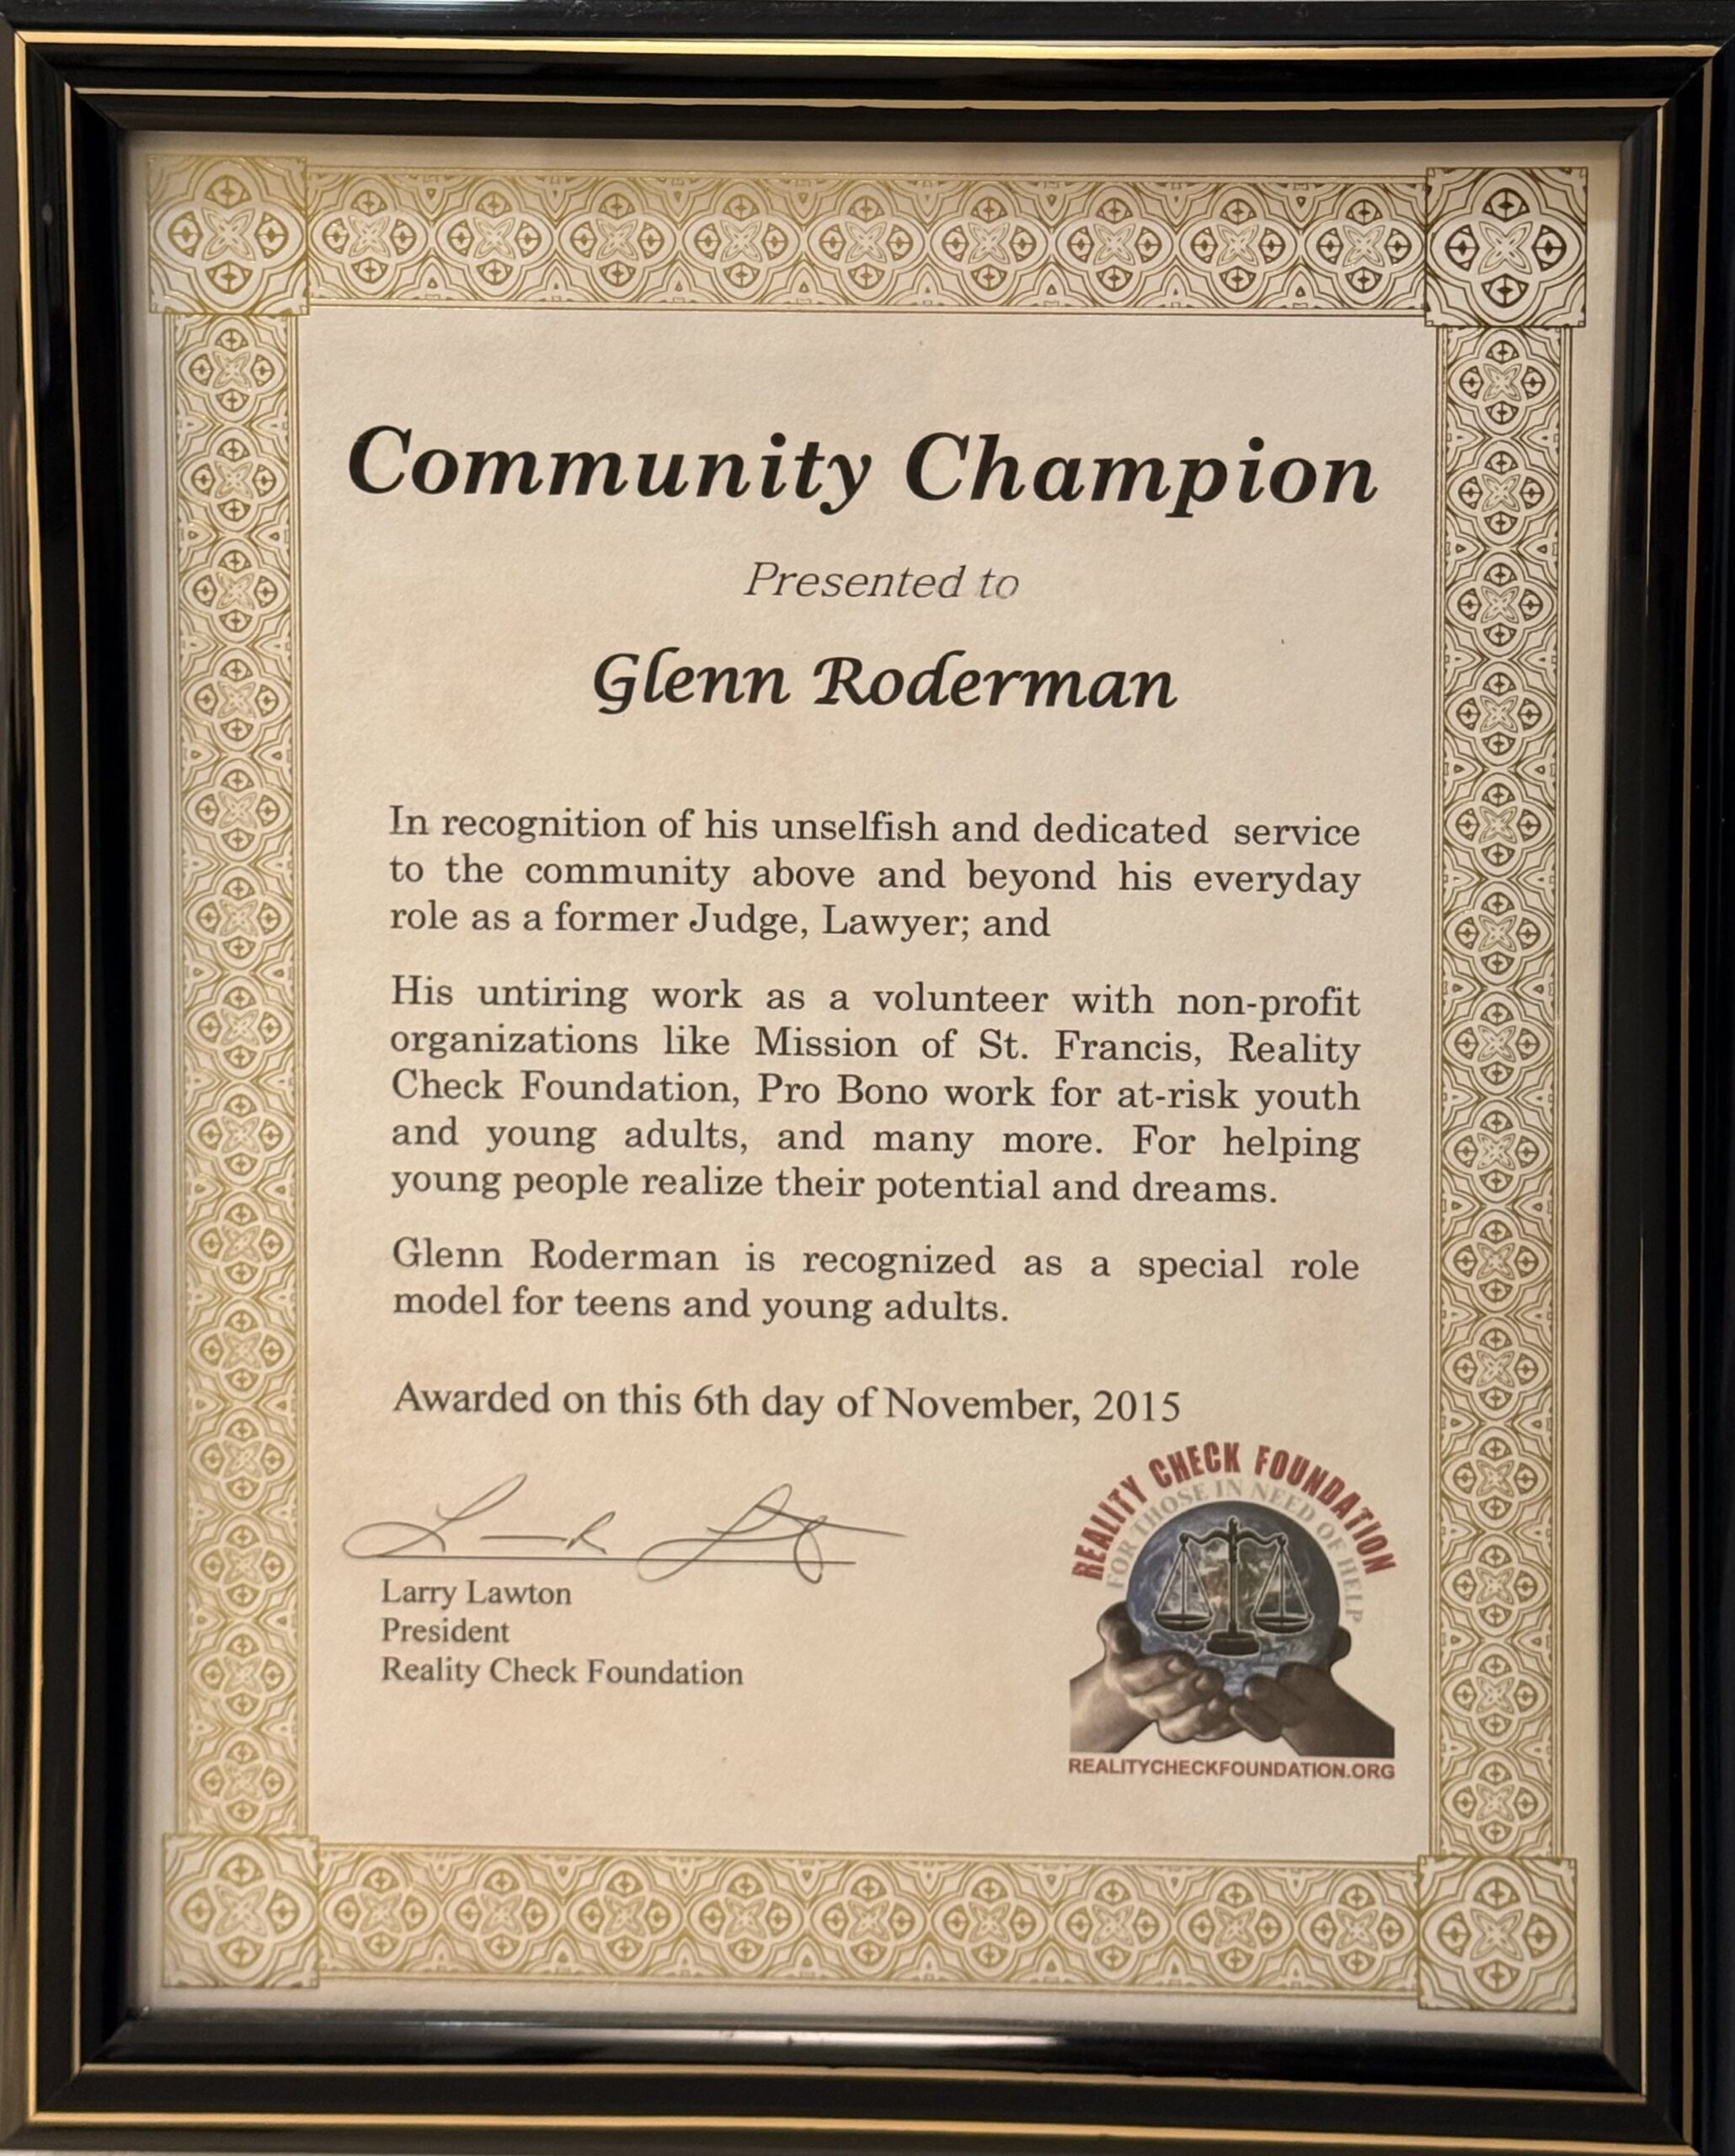 Community Champion
Presented to
Glenn Roderman
In recognition of his unselfish and dedicated service
to the community above and beyond his everyday
role as a former Judge, Lawyer; and
His untiring work as a volunteer with non-profit
organizations like Mission of St. Francis, Reality
Check Foundation, Pro Bono work for at-risk youth
and young adults, and many more. For helping
young people realize their potential and dreams.
Glenn Roderman is recognized as a special role
model for teens and young adults.
Awarded on this 6th day of November, 2015
Larry Lawton
President
Reality Check Foundation
REALITY CHECK FOUNDATION
FOR THOSE IN NEED OF HELP
REALITYCHECKFOUNDATION.ORG